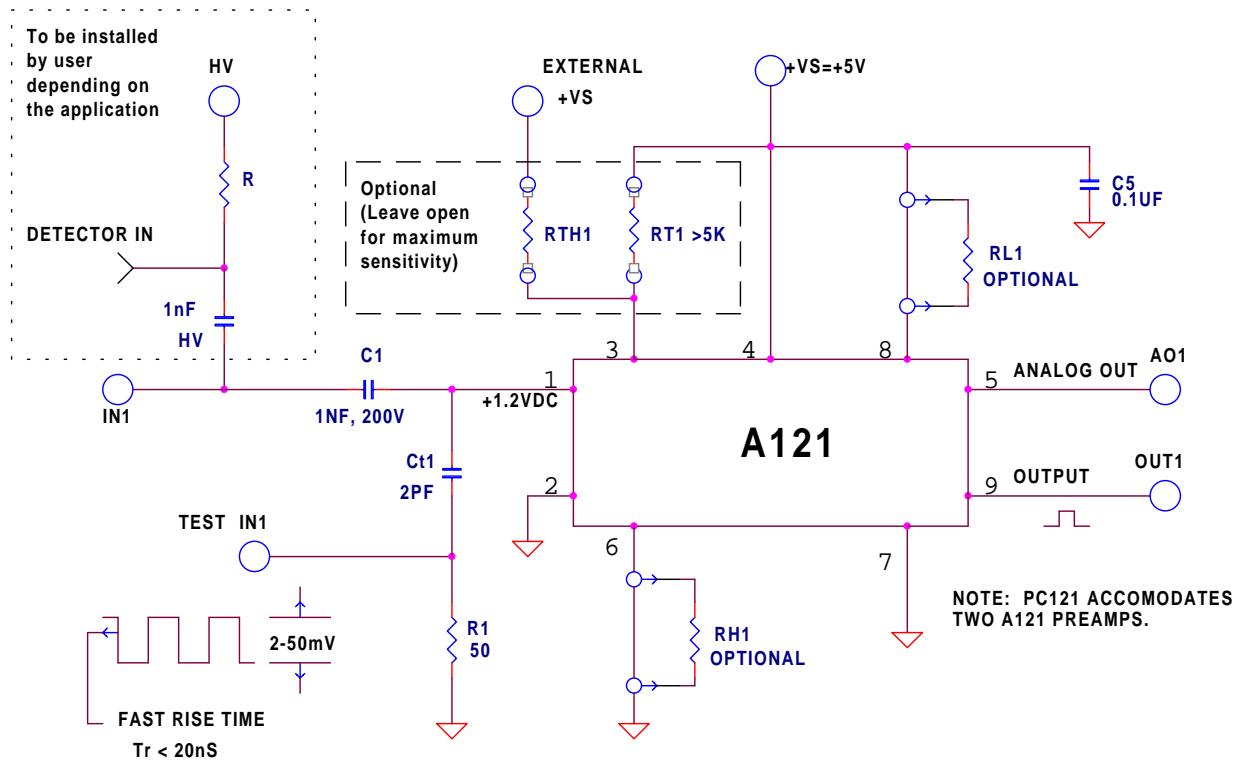 To be installed
by user
depending on
the application
HV
R
DETECTOR IN
1nF
HV
IN1
C1
1NF, 200V
EXTERNAL
+VS
+VS=+5V
Optional
(Leave open
for maximum
sensitivity)
RTH1
RT1 >5K
RL1
OPTIONAL
C5
0.1UF
3
4
8
1
+1.2VDC
A121
5
ANALOG OUT
AO1
2
9
OUTPUT
OUT1
6
7
Ct1
2PF
TEST IN1
R1
50
RH1
OPTIONAL
2-50mV
FAST RISE TIME
Tr < 20nS
NOTE: PC121 ACCOMODATES
TWO A121 PREAMPS.